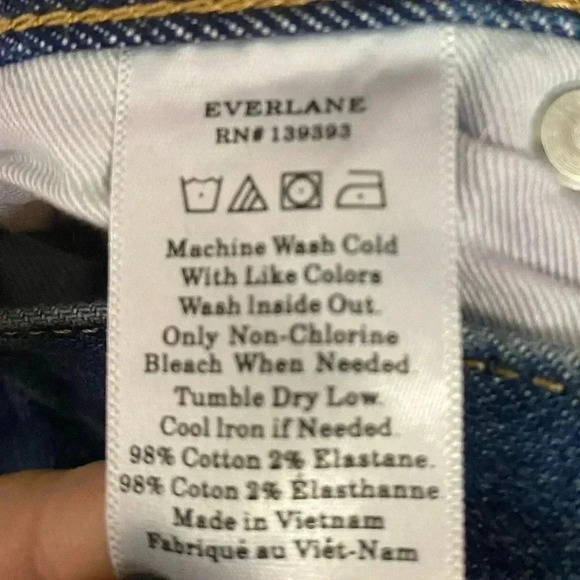 EVERLANE
RN# 139393
Machine Wash Cold
With Like Colors
Wash Inside Out.
Only Non-Chlorine
Bleach When Needed.
Tumble Dry Low.
Cool Iron if Needed.
98% Cotton 2% Elastane.
98% Coton 2% Élasthanne
Made in Vietnam
Fabriqué au Viêt-Nam